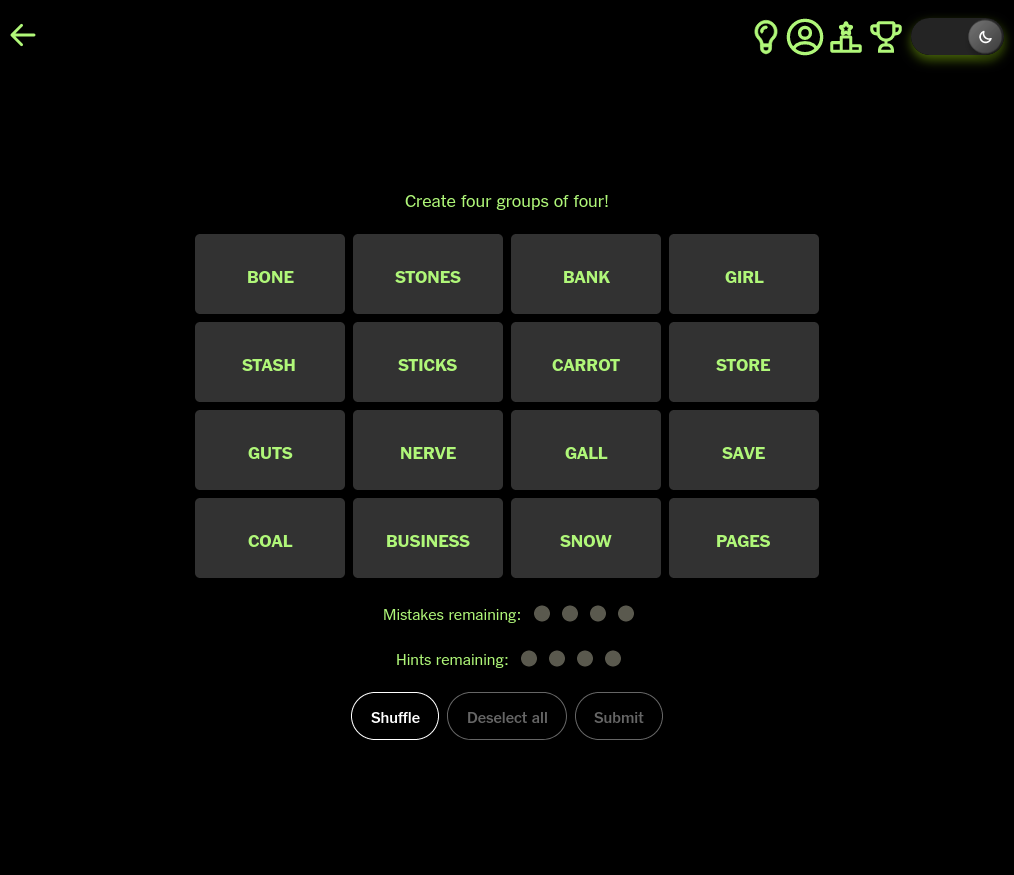 Create four groups of four!
BONE STONES BANK GIRL
STASH STICKS CARROT STORE
GUTS NERVE GALL SAVE
COAL BUSINESS SNOW PAGES
Mistakes remaining:
Hints remaining:
Shuffle Deselect all Submit